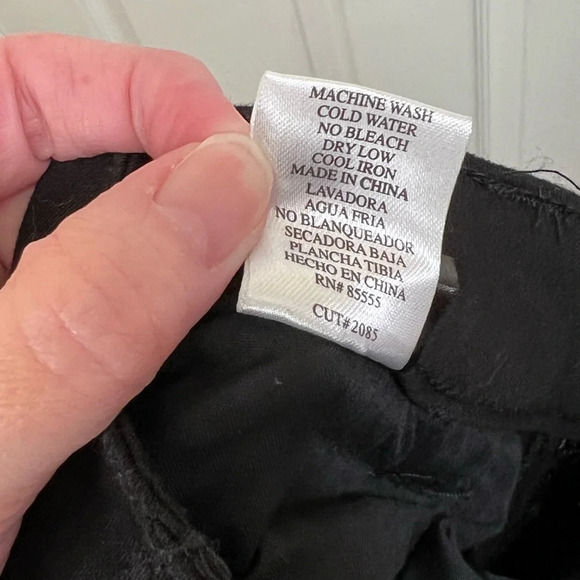 MACHINE WASH
COLD WATER
NO BLEACH
DRY LOW
COOL IRON
MADE IN CHINA
LAVADORA
AGUA FRIA
NO BLANQUEADOR
SECADORA BAJA
PLANCHA TIBIA
HECHO EN CHINA
RN# 85555
CUT#2085